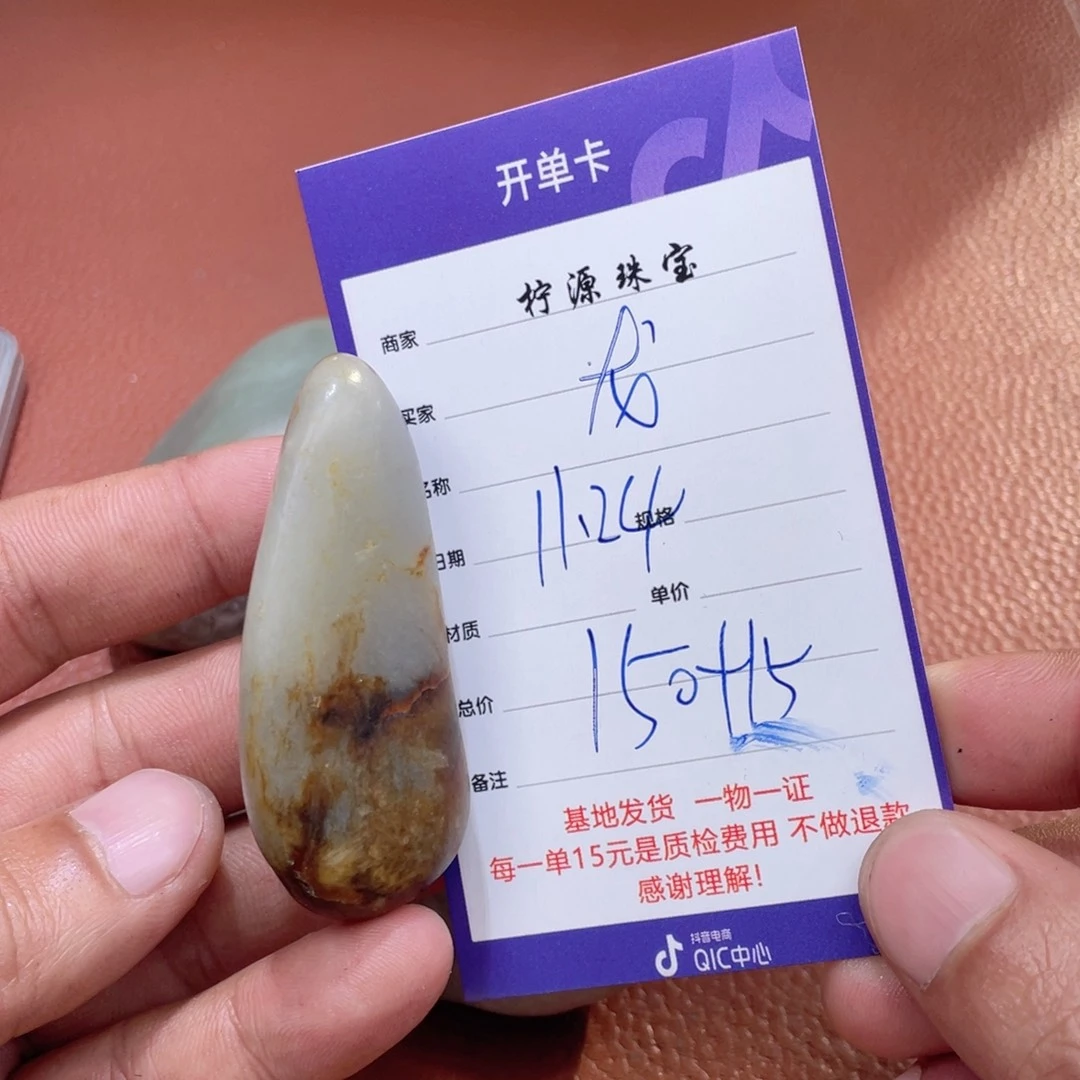 开单卡
柠源珠宝
商家
买家
名称
11.24
规格
日期
单价
材质
150+15
总价
备注
基地发货 一物一证
每一单15元是质检费用 不做退款
感谢理解!
抖音电商
QIC中心